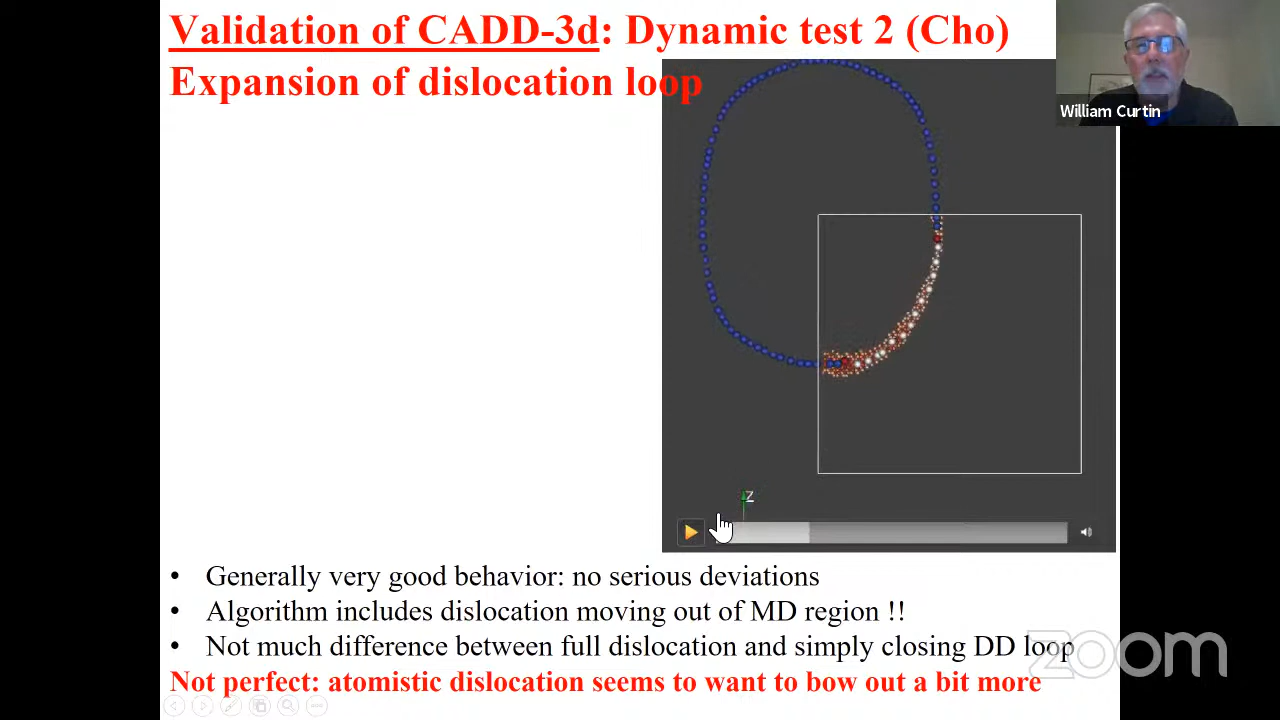 Validation of CADD-3d: Dynamic test 2 (Cho)
Expansion of dislocation loop
William Curtin
Z
• Generally very good behavior: no serious deviations
• Algorithm includes dislocation moving out of MD region !!
• Not much difference between full dislocation and simply closing DD loop
Not perfect: atomistic dislocation seems to want to bow out a bit more
zoom